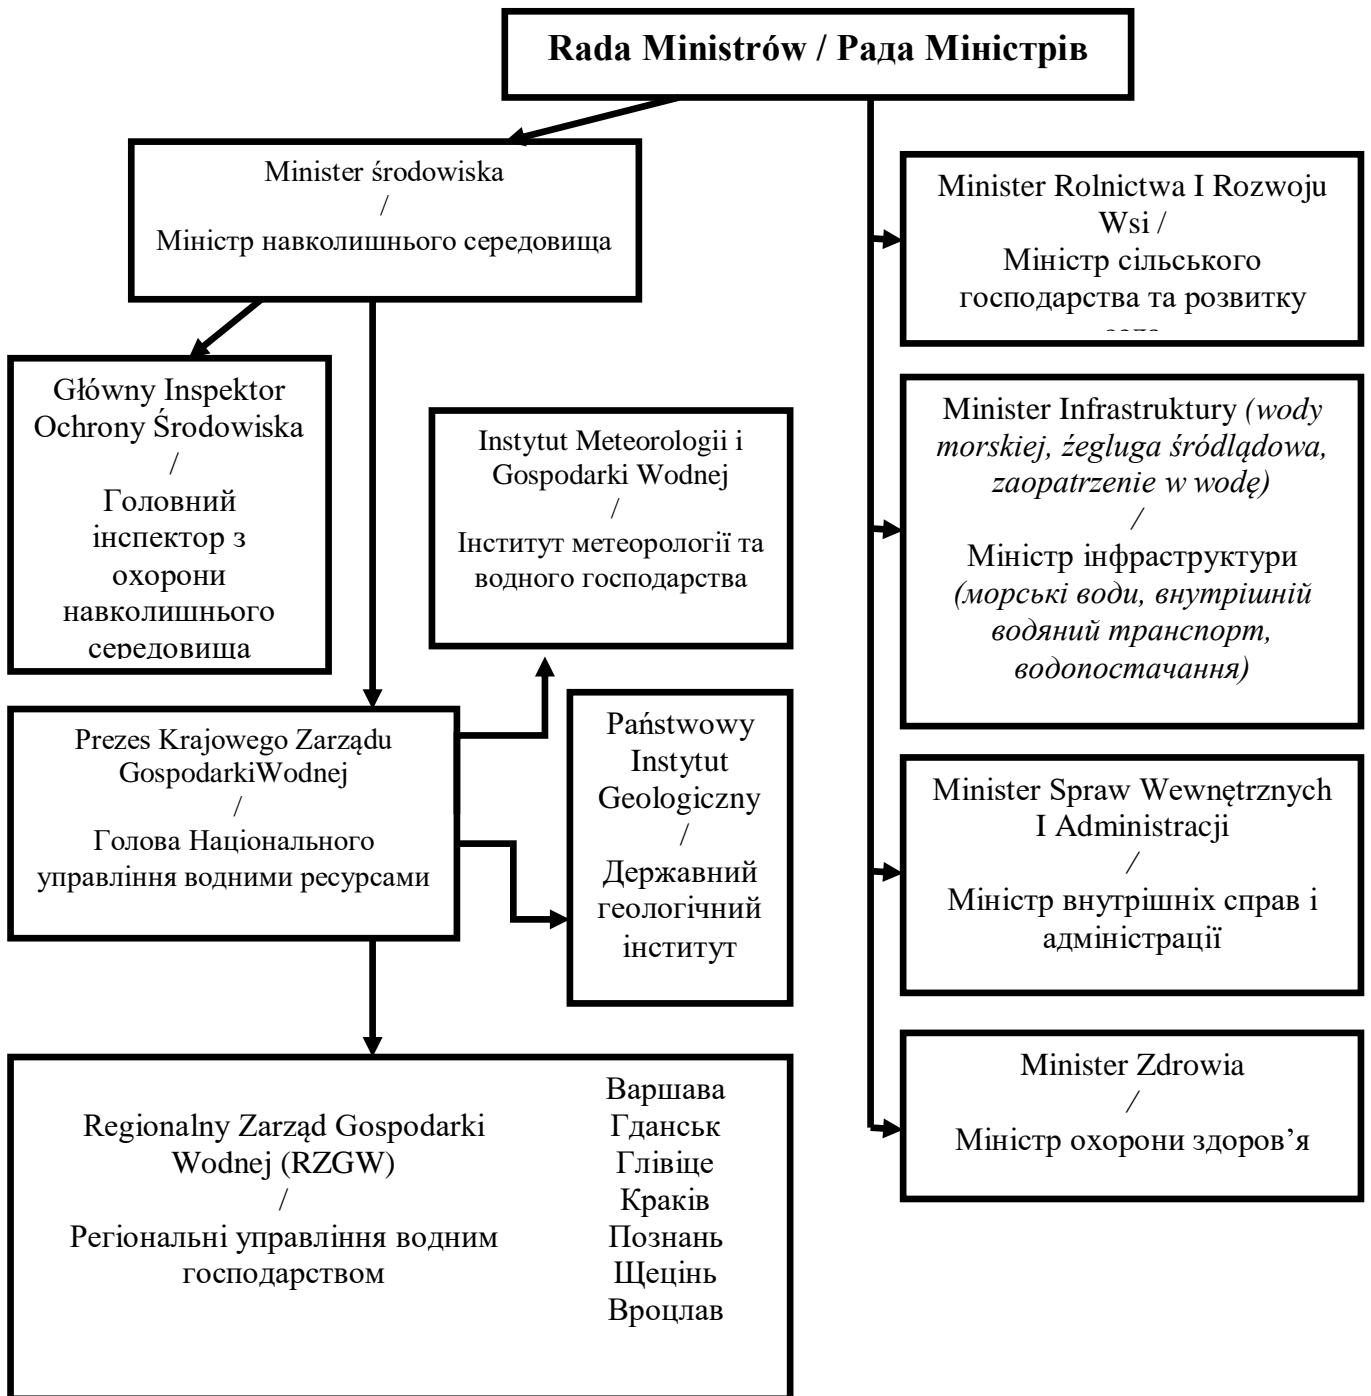 Rada Ministrów / Рада Міністрів
Minister środowiska
/
Міністр навколишнього середовища
Minister Rolnictwa I Rozwoju
Wsi /
Міністр сільського
господарства та розвитку
Główny Inspektor
Ochrony Środowiska
/
Головний
інспектор з
охорони
навколишнього
середовища
Instytut Meteorologii i
Gospodarki Wodnej
/
Інститут метеорології та
водного господарства
Minister Infrastruktury (wody
morskiej, źegluga śródlądowa,
zaopatrzenie w wodę)
/
Міністр інфраструктури
(морські води, внутрішній
водяний транспорт,
водопостачання)
Prezes Krajowego Zarządu
GospodarkiWodnej
/
Голова Національного
управління водними ресурсами
Państwowy
Instytut
Geologiczny
/
Державний
геологічний
інститут
Minister Spraw Wewnętrznych
I Administracji
/
Міністр внутрішніх справ і
адміністрації
Minister Zdrowia
/
Міністр охорони здоров’я
Regionalny Zarząd Gospodarki
Wodnej (RZGW)
/
Регіональні управління водним
господарством
Варшава
Гданськ
Глівіце
Краків
Познань
Щецінь
Вроцлав